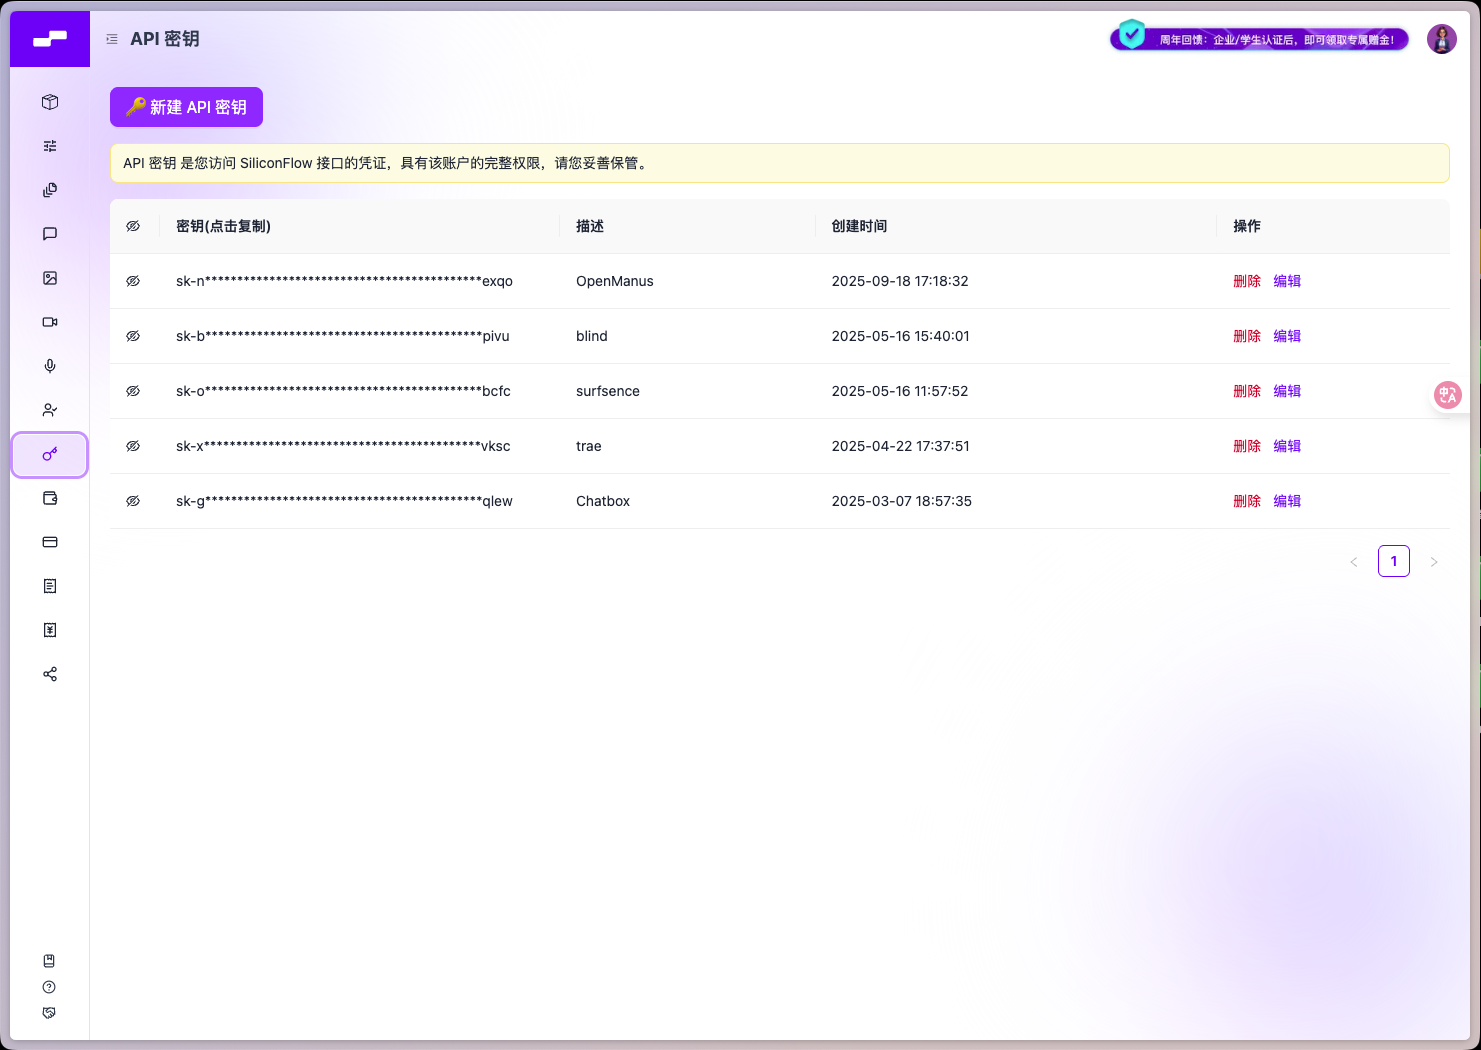 API 密钥
周年回馈：企业/学生认证后，即可领取专属赠金！
🔑 新建 API 密钥
API 密钥 是您访问 SiliconFlow 接口的凭证，具有该账户的完整权限，请您妥善保管。
密钥(点击复制) 描述 创建时间 操作
sk-n*******************************************exqo OpenManus 2025-09-18 17:18:32 删除 编辑
sk-b*******************************************pivu blind 2025-05-16 15:40:01 删除 编辑
sk-o*******************************************bcfc surfsence 2025-05-16 11:57:52 删除 编辑
sk-x*******************************************vksc trae 2025-04-22 17:37:51 删除 编辑
sk-g*******************************************qlew Chatbox 2025-03-07 18:57:35 删除 编辑
1
中
A